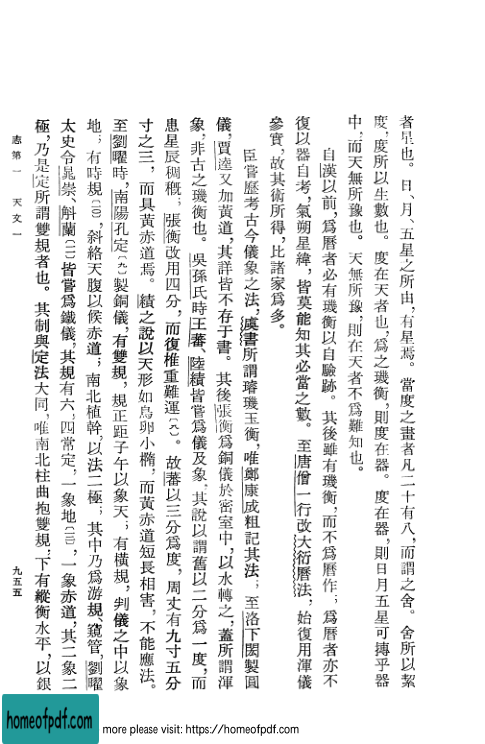 者星也。日、月、五星之所由,有星焉。當度之畫者凡二十有八,而謂之舍。舍所以絜
度,度所以生數也。度在天者也,爲之璣衡,則度在器。度在器,則日月五星可摶乎器
中,而天無所豫也。天無所豫,則在天者不爲難知也。
自漢以前,爲曆者必有璣衡以自驗跡。其後雖有璣衡,而不爲曆作;爲曆者亦不
復以器自考,氣朔星緯,皆莫能知其必當之數。至唐僧一行改大衍曆法,始復用渾儀
參實,故其術所得,比諸家爲多。
臣嘗歷考古今儀象之法,虞書所謂璿璣玉衡,唯鄭康成粗記其法;至洛下閎製圓
儀,賈逵又加黃道,其詳皆不存于書。其後張衡爲銅儀於密室中,以水轉之,蓋所謂渾
象,非古之璣衡也。吳孫氏時王蕃、陸績皆嘗爲儀及象,其說以謂舊以二分爲一度,而
患星辰稠穊;張衡改用四分,而復椎重難運〔八〕。故蕃以三分爲度,周丈有九寸五分
寸之三,而具黃赤道焉。績之說以天形如鳥卵小橢,而黃赤道短長相害,不能應法。
至劉曜時,南陽孔定〔九〕製銅儀,有雙規,規正距子午以象天;有橫規,判儀之中以象
地;有時規〔一〇〕,斜絡天腹以候赤道;南北植幹,以法二極;其中乃爲游規、窺管。劉曜
太史令晁崇、斛蘭〔一一〕皆嘗爲鐵儀,其規有六,四常定,一象地〔一二〕,一象赤道,其二象二
極,乃是定所謂雙規者也。其制與定法大同,唯南北柱曲抱雙規,下有縱衡水平,以銀
志第一 天文一
九五五
homeofpdf.com
more please visit: https://homeofpdf.com